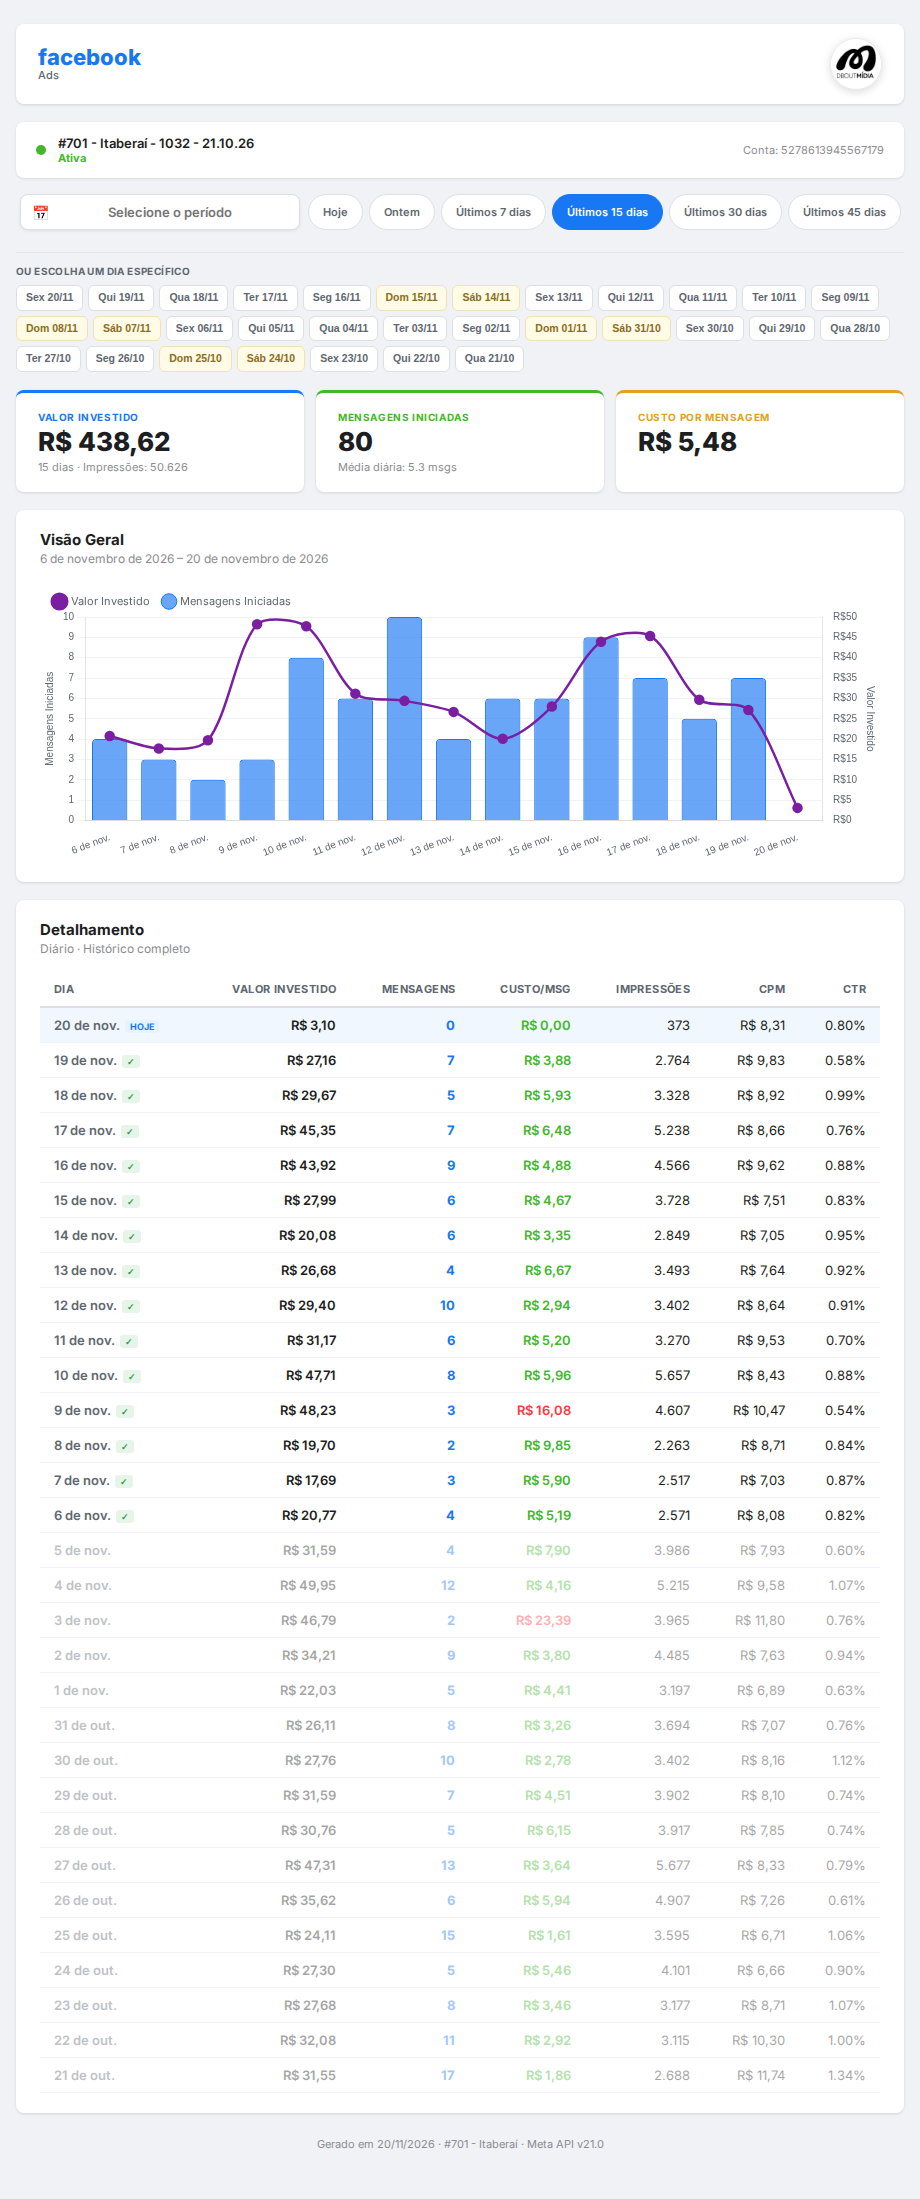 facebook
Ads
DBOUTMÍDIA
#701 - Itaberaí - 1032 - 21.10.26
Ativa
Conta: 5278613945567179
Selecione o período Hoje Ontem Últimos 7 dias Últimos 15 dias Últimos 30 dias Últimos 45 dias
OU ESCOLHA UM DIA ESPECÍFICO
Sex 20/11 Qui 19/11 Qua 18/11 Ter 17/11 Seg 16/11 Dom 15/11 Sáb 14/11 Sex 13/11 Qui 12/11 Qua 11/11 Ter 10/11 Seg 09/11
Dom 08/11 Sáb 07/11 Sex 06/11 Qui 05/11 Qua 04/11 Ter 03/11 Seg 02/11 Dom 01/11 Sáb 31/10 Sex 30/10 Qui 29/10 Qua 28/10
Ter 27/10 Seg 26/10 Dom 25/10 Sáb 24/10 Sex 23/10 Qui 22/10 Qua 21/10
VALOR INVESTIDO
R$ 438,62
15 dias · Impressões: 50.626
MENSAGENS INICIADAS
80
Média diária: 5.3 msgs
CUSTO POR MENSAGEM
R$ 5,48
Visão Geral
6 de novembro de 2026 – 20 de novembro de 2026
Valor Investido Mensagens Iniciadas
10 R$50
9 R$45
8 R$40
7 R$35
6 R$30
5 R$25
4 R$20
3 R$15
2 R$10
1 R$5
0 R$0
Mensagens Iniciadas
Valor Investido
6 de nov. 7 de nov. 8 de nov. 9 de nov. 10 de nov. 11 de nov. 12 de nov. 13 de nov. 14 de nov. 15 de nov. 16 de nov. 17 de nov. 18 de nov. 19 de nov. 20 de nov.
Detalhamento
Diário · Histórico completo
DIA VALOR INVESTIDO MENSAGENS CUSTO/MSG IMPRESSÕES CPM CTR
20 de nov. HOJE R$ 3,10 0 R$ 0,00 373 R$ 8,31 0.80%
19 de nov. ✓ R$ 27,16 7 R$ 3,88 2.764 R$ 9,83 0.58%
18 de nov. ✓ R$ 29,67 5 R$ 5,93 3.328 R$ 8,92 0.99%
17 de nov. ✓ R$ 45,35 7 R$ 6,48 5.238 R$ 8,66 0.76%
16 de nov. ✓ R$ 43,92 9 R$ 4,88 4.566 R$ 9,62 0.88%
15 de nov. ✓ R$ 27,99 6 R$ 4,67 3.728 R$ 7,51 0.83%
14 de nov. ✓ R$ 20,08 6 R$ 3,35 2.849 R$ 7,05 0.95%
13 de nov. ✓ R$ 26,68 4 R$ 6,67 3.493 R$ 7,64 0.92%
12 de nov. ✓ R$ 29,40 10 R$ 2,94 3.402 R$ 8,64 0.91%
11 de nov. ✓ R$ 31,17 6 R$ 5,20 3.270 R$ 9,53 0.70%
10 de nov. ✓ R$ 47,71 8 R$ 5,96 5.657 R$ 8,43 0.88%
9 de nov. ✓ R$ 48,23 3 R$ 16,08 4.607 R$ 10,47 0.54%
8 de nov. ✓ R$ 19,70 2 R$ 9,85 2.263 R$ 8,71 0.84%
7 de nov. ✓ R$ 17,69 3 R$ 5,90 2.517 R$ 7,03 0.87%
6 de nov. ✓ R$ 20,77 4 R$ 5,19 2.571 R$ 8,08 0.82%
5 de nov. R$ 31,59 4 R$ 7,90 3.986 R$ 7,93 0.60%
4 de nov. R$ 49,95 12 R$ 4,16 5.215 R$ 9,58 1.07%
3 de nov. R$ 46,79 2 R$ 23,39 3.965 R$ 11,80 0.76%
2 de nov. R$ 34,21 9 R$ 3,80 4.485 R$ 7,63 0.94%
1 de nov. R$ 22,03 5 R$ 4,41 3.197 R$ 6,89 0.63%
31 de out. R$ 26,11 8 R$ 3,26 3.694 R$ 7,07 0.76%
30 de out. R$ 27,76 10 R$ 2,78 3.402 R$ 8,16 1.12%
29 de out. R$ 31,59 7 R$ 4,51 3.902 R$ 8,10 0.74%
28 de out. R$ 30,76 5 R$ 6,15 3.917 R$ 7,85 0.74%
27 de out. R$ 47,31 13 R$ 3,64 5.677 R$ 8,33 0.79%
26 de out. R$ 35,62 6 R$ 5,94 4.907 R$ 7,26 0.61%
25 de out. R$ 24,11 15 R$ 1,61 3.595 R$ 6,71 1.06%
24 de out. R$ 27,30 5 R$ 5,46 4.101 R$ 6,66 0.90%
23 de out. R$ 27,68 8 R$ 3,46 3.177 R$ 8,71 1.07%
22 de out. R$ 32,08 11 R$ 2,92 3.115 R$ 10,30 1.00%
21 de out. R$ 31,55 17 R$ 1,86 2.688 R$ 11,74 1.34%
Gerado em 20/11/2026 · #701 - Itaberaí · Meta API v21.0